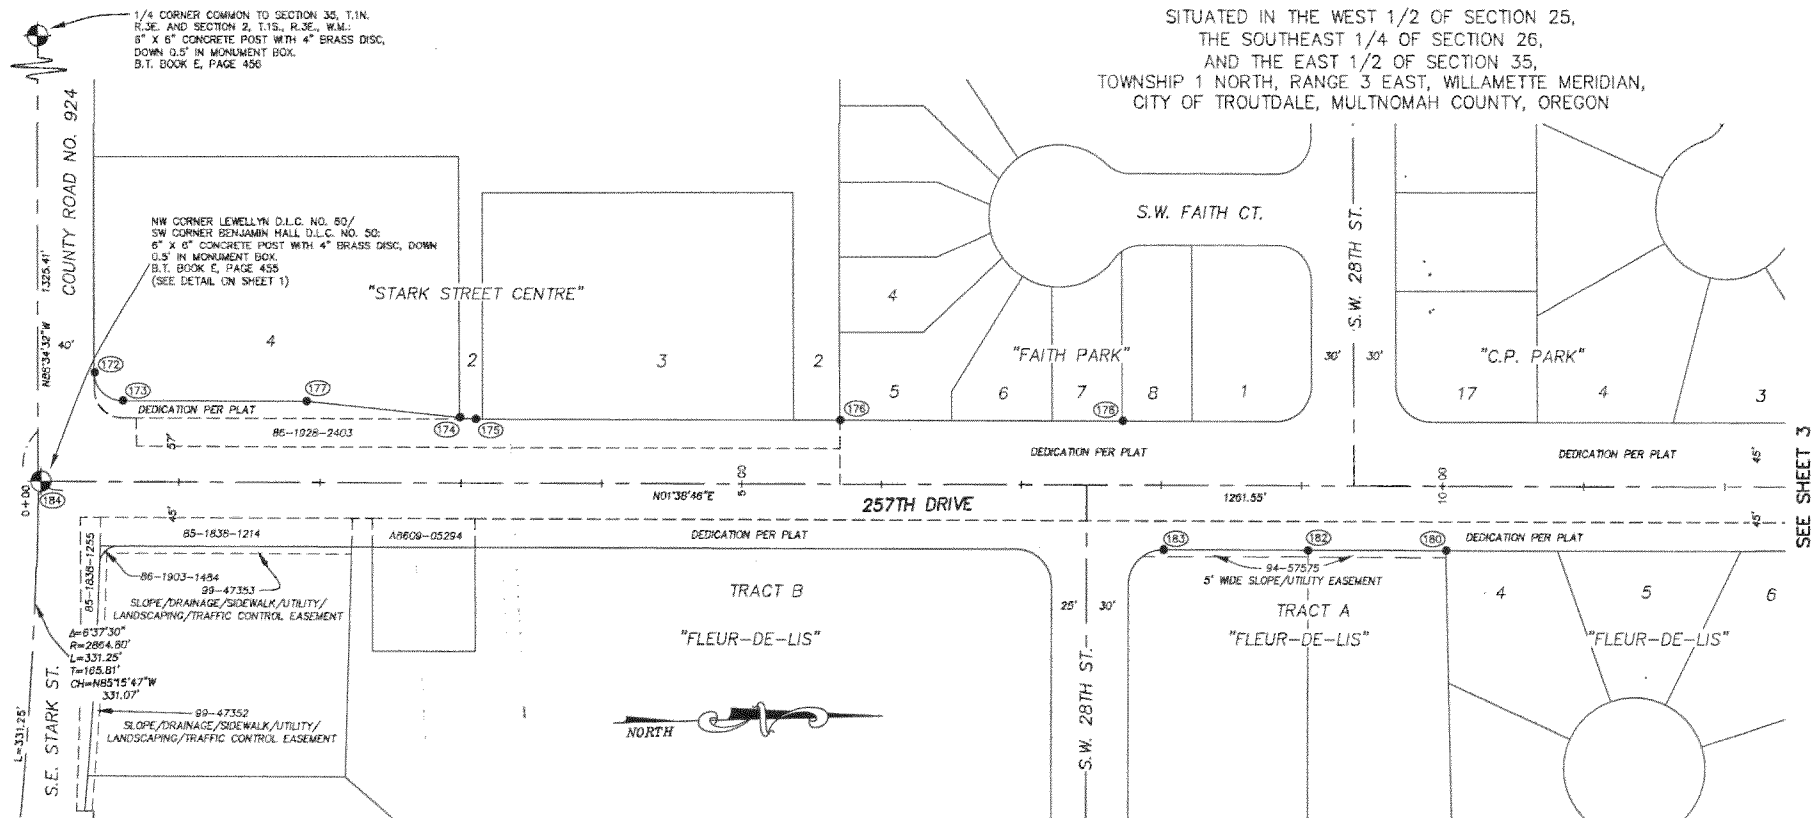 1/4 CORNER COMMON TO SECTION 35, T.1N.
R.3E. AND SECTION 2, T.1S., R.3E., W.M.:
6" X 6" CONCRETE POST WITH 4" BRASS DISC,
DOWN 0.5' IN MONUMENT BOX.
B.T. BOOK E, PAGE 456
SITUATED IN THE WEST 1/2 OF SECTION 25,
THE SOUTHEAST 1/4 OF SECTION 26,
AND THE EAST 1/2 OF SECTION 35,
TOWNSHIP 1 NORTH, RANGE 3 EAST, WILLAMETTE MERIDIAN,
CITY OF TROUTDALE, MULTNOMAH COUNTY, OREGON
COUNTY ROAD NO. 924
1325.41'
N88°34'32"W
40'
NW CORNER LEWELLYN D.L.C. NO. 60/
SW CORNER BENJAMIN HALL D.L.C. NO. 50:
6" X 6" CONCRETE POST WITH 4" BRASS DISC, DOWN
0.5' IN MONUMENT BOX.
B.T. BOOK E, PAGE 455
(SEE DETAIL ON SHEET 1)
"STARK STREET CENTRE"
4
2
3
2
S.W. FAITH CT.
S.W. 28TH ST.
4
"FAITH PARK"
5
6
7
8
1
30'
30'
"C.P. PARK"
17
4
3
172
173
177
174
175
176
178
DEDICATION PER PLAT
86-1928-2403
57'
DEDICATION PER PLAT
DEDICATION PER PLAT
45'
SEE SHEET 3
184
0+00
N01°38'46"E
5+00
257TH DRIVE
1261.55'
10+00
45'
45'
85-1838-1214
A8609-05294
DEDICATION PER PLAT
183
182
180
DEDICATION PER PLAT
85-1838-1255
86-1903-1484
99-47353
SLOPE/DRAINAGE/SIDEWALK/UTILITY/
LANDSCAPING/TRAFFIC CONTROL EASEMENT
94-57575
5' WIDE SLOPE/UTILITY EASEMENT
TRACT B
"FLEUR-DE-LIS"
25'
30'
TRACT A
"FLEUR-DE-LIS"
4
5
6
"FLEUR-DE-LIS"
Δ=6°37'30"
R=2864.80'
L=331.25'
T=165.81'
CH=N85°15'47"W
331.07'
99-47352
SLOPE/DRAINAGE/SIDEWALK/UTILITY/
LANDSCAPING/TRAFFIC CONTROL EASEMENT
L=331.25'
S.E. STARK ST.
NORTH
S.W. 28TH ST.